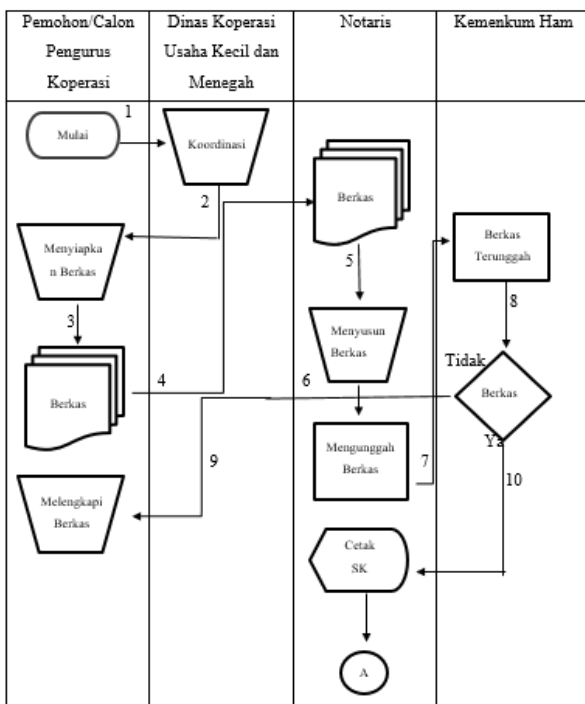 Pemohon/Calon
Pengurus
Koperasi
Dinas Koperasi
Usaha Kecil dan
Menegah
Notaris
Kemenkum Ham
Mulai
1
Koordinasi
2
Menyiapka
n Berkas
3
Berkas
4
Berkas
5
Menyusun
Berkas
6
Mengunggah
Berkas
7
Berkas
Terunggah
8
Tidak
Berkas
Ya
9
10
Melengkapi
Berkas
Cetak
SK
A